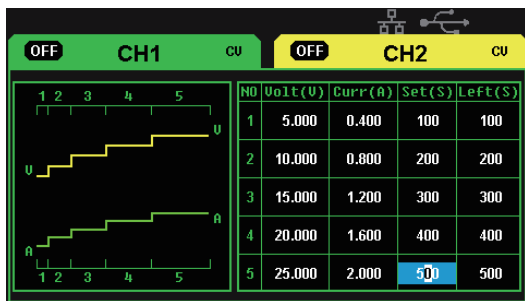 OFF CH1 CV OFF CH2 CV
1 2 3 4 5
V
V
A
A
1 2 3 4 5
NO Volt(V) Curr(A) Set(S) Left(S)
1 5.000 0.400 100 100
2 10.000 0.800 200 200
3 15.000 1.200 300 300
4 20.000 1.600 400 400
5 25.000 2.000 500 500